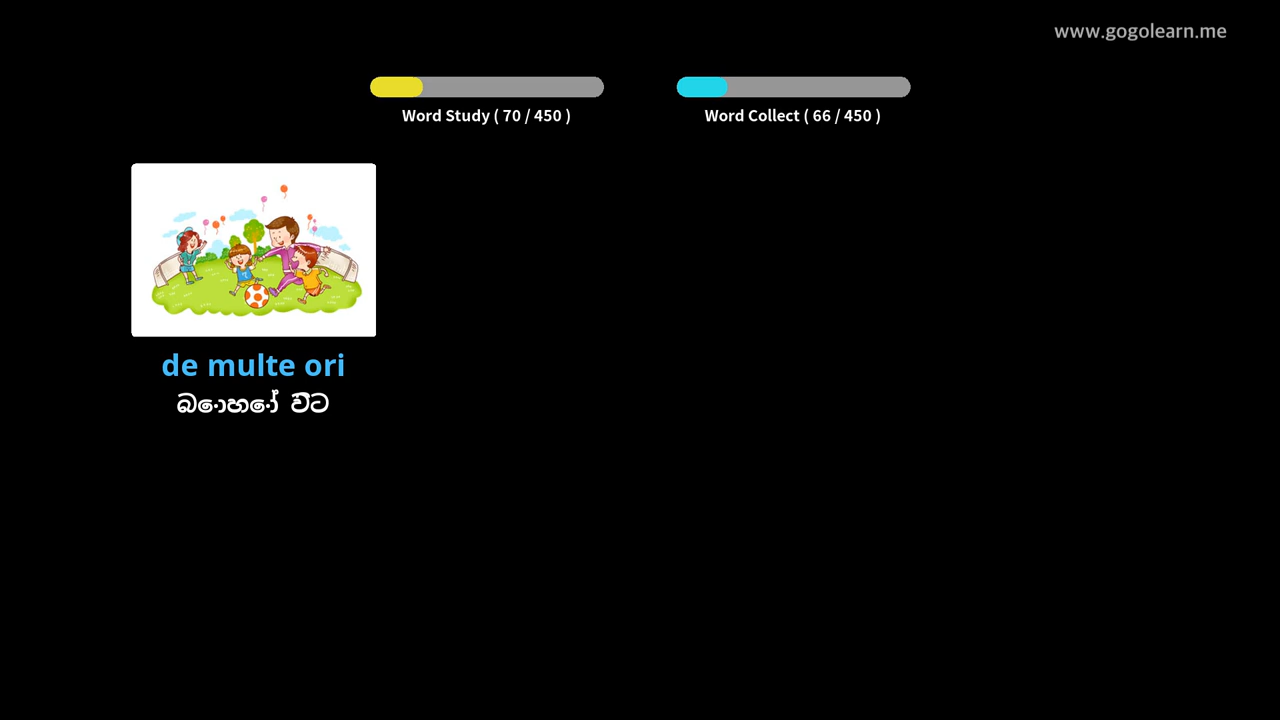 www.gogolearn.me
Word Study ( 70 / 450 )
Word Collect ( 66 / 450 )
de multe ori
බොහෝ විට